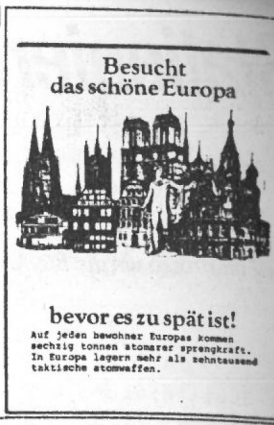 Besucht
das schöne Europa
bevor es zu spät ist!
Auf jeden bewohner Europas kommen
sechzig tonnen atomarer sprengkraft.
In Europa lagern mehr als zehntausend
taktische atomwaffen.